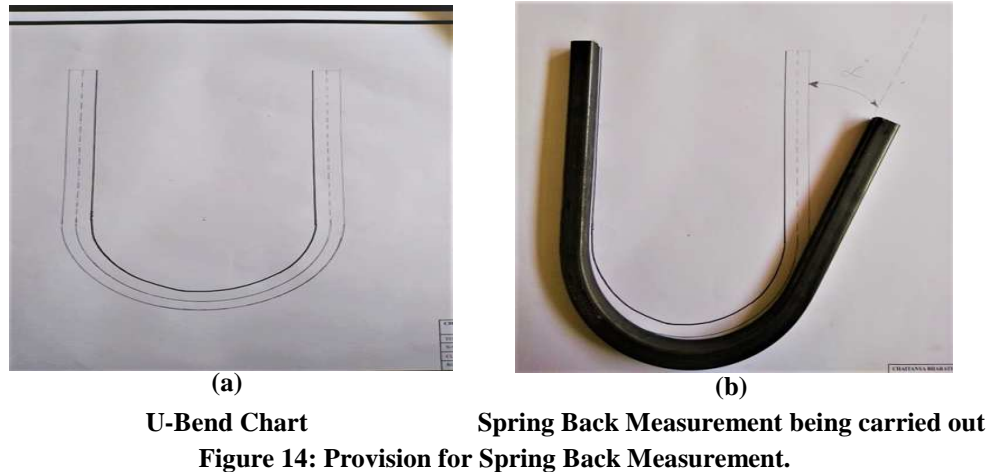 (a)
(b)
U-Bend Chart
Spring Back Measurement being carried out
Figure 14: Provision for Spring Back Measurement.